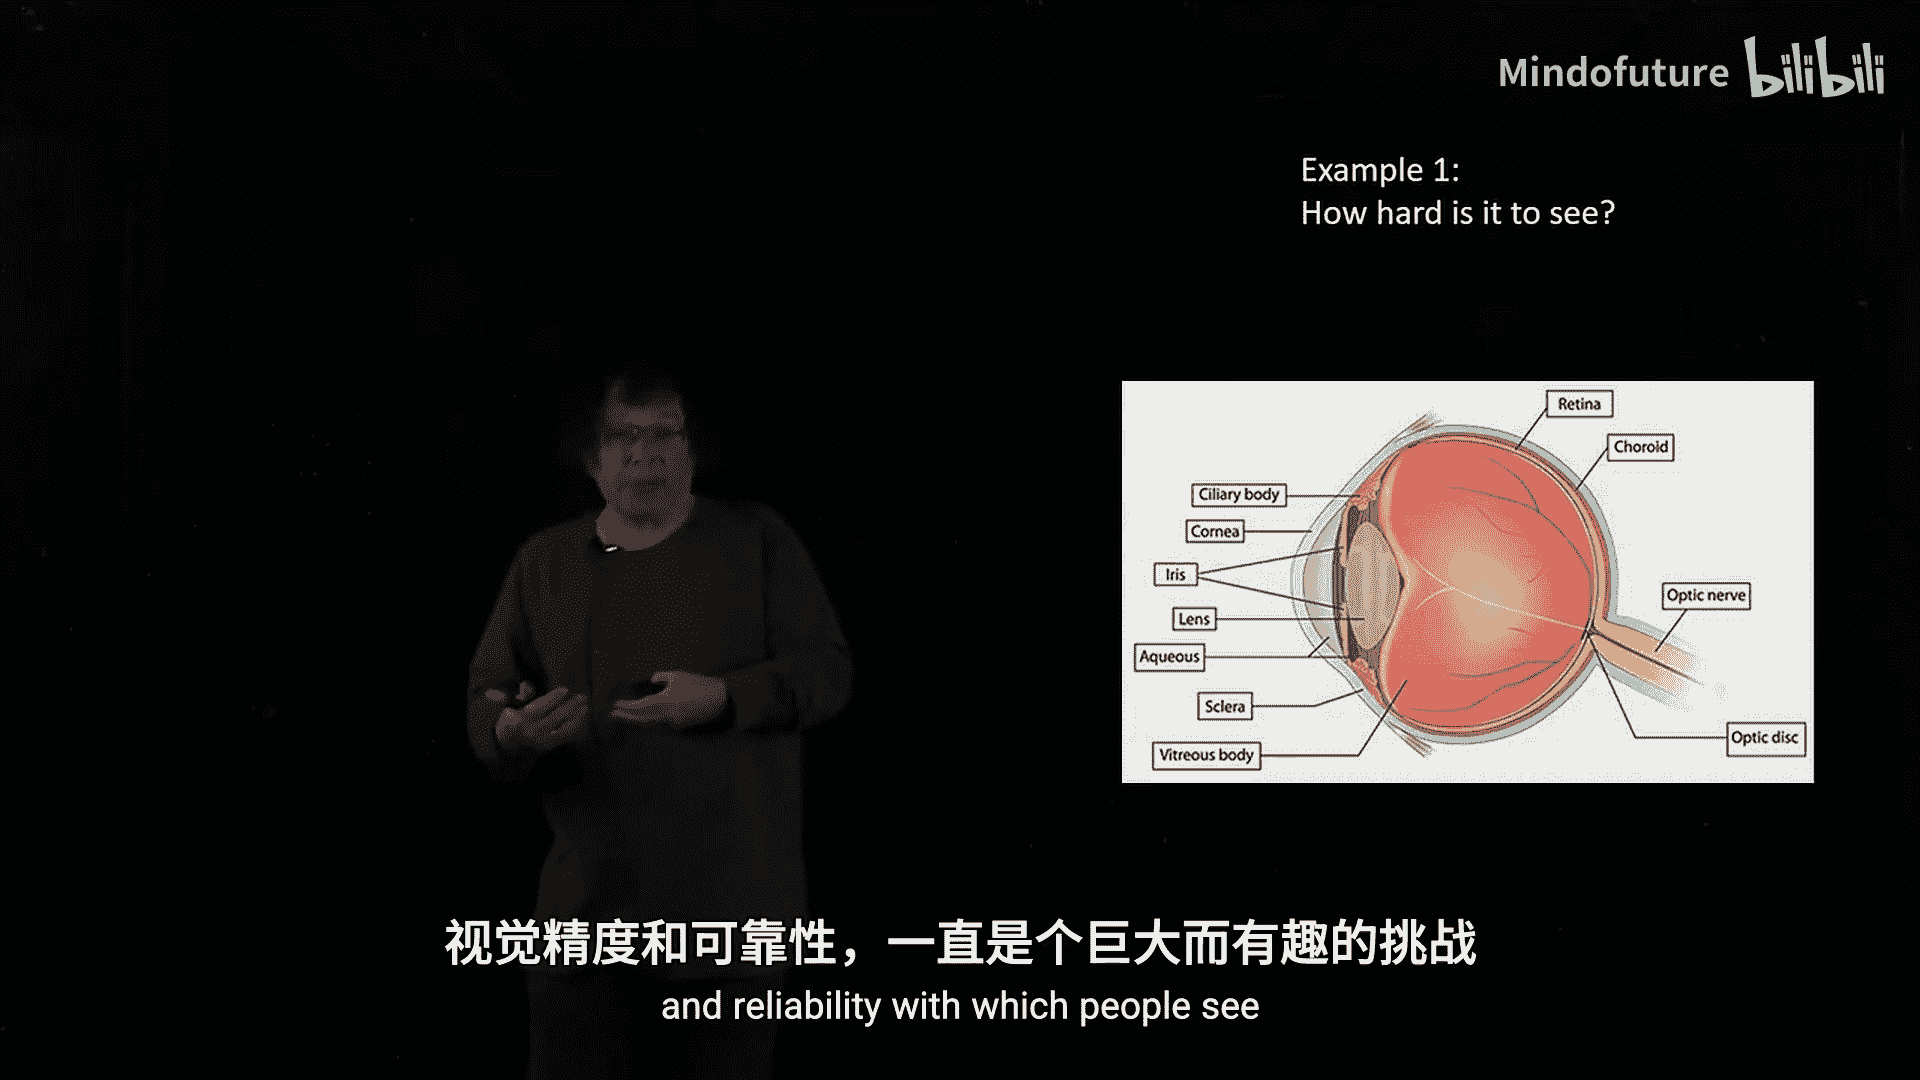 Mindofuture bilibili
Example 1:
How hard is it to see?
Retina
Choroid
Ciliary body
Cornea
Iris
Optic nerve
Lens
Aqueous
Sclera
Optic disc
Vitreous body
视觉精度和可靠性，一直是个巨大而有趣的挑战
and reliability with which people see